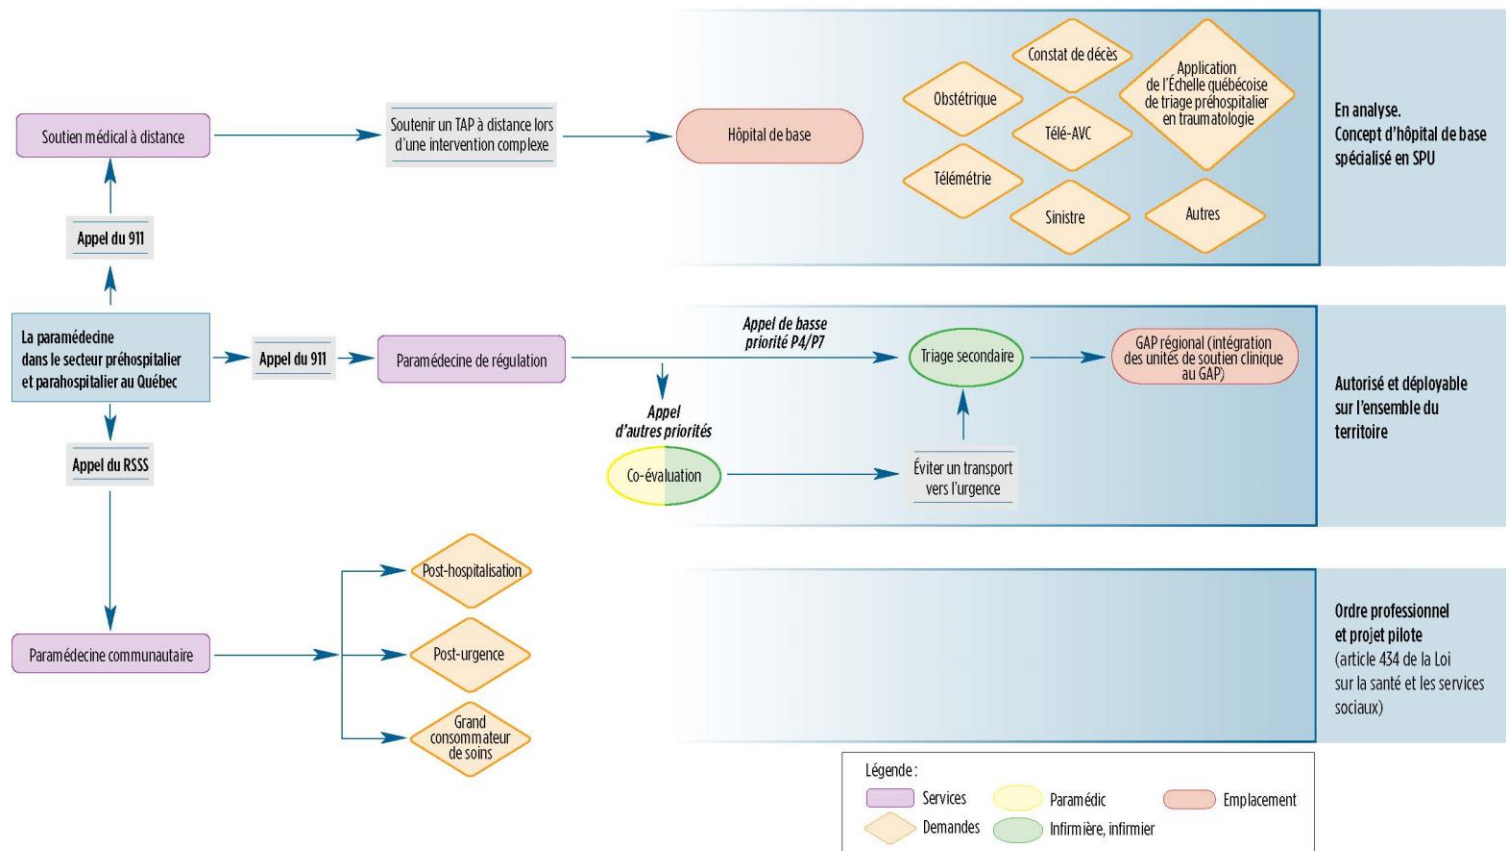 Constat de décès
Application
de l'Échelle québécoise
de triage préhospitalier
en traumatologie
Obstétrique
Soutien médical à distance
Soutenir un TAP à distance lors
d'une intervention complexe
Hôpital de base
Télé-AVC
Télémétrie
Sinistre
Autres
En analyse.
Concept d'hôpital de base
spécialisé en SPU
Appel du 911
La paramédecine
dans le secteur préhospitalier
et parahospitalier au Québec
Appel du 911
Paramédecine de régulation
Appel de basse
priorité P4/P7
Triage secondaire
GAP régional (intégration
des unités de soutien clinique
au GAP)
Autorisé et déployable
sur l'ensemble du
territoire
Appel
d'autres priorités
Co-évaluation
Éviter un transport
vers l'urgence
Appel du RSSS
Paramédecine communautaire
Post-hospitalisation
Post-urgence
Grand
consommateur
de soins
Ordre professionnel
et projet pilote
(article 434 de la Loi
sur la santé et les services
sociaux)
Légende :
Services
Paramédic
Emplacement
Demandes
Infirmière, infirmier